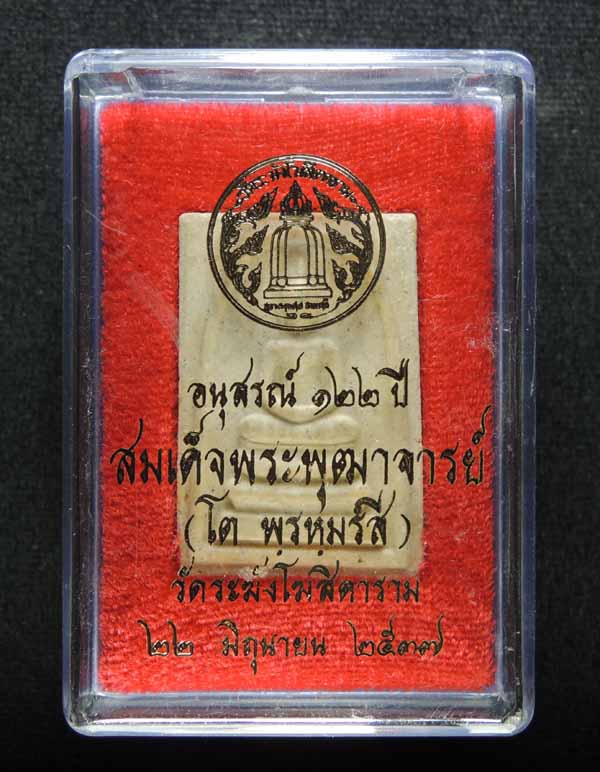 อนุสรณ์ ๑๒๒ ปี
สมเด็จพระพุฒาจารย์
(โต พฺรหฺมรํสี)
วัดระฆังโฆสิตาราม
๒๒ มิถุนายน ๒๕๓๗